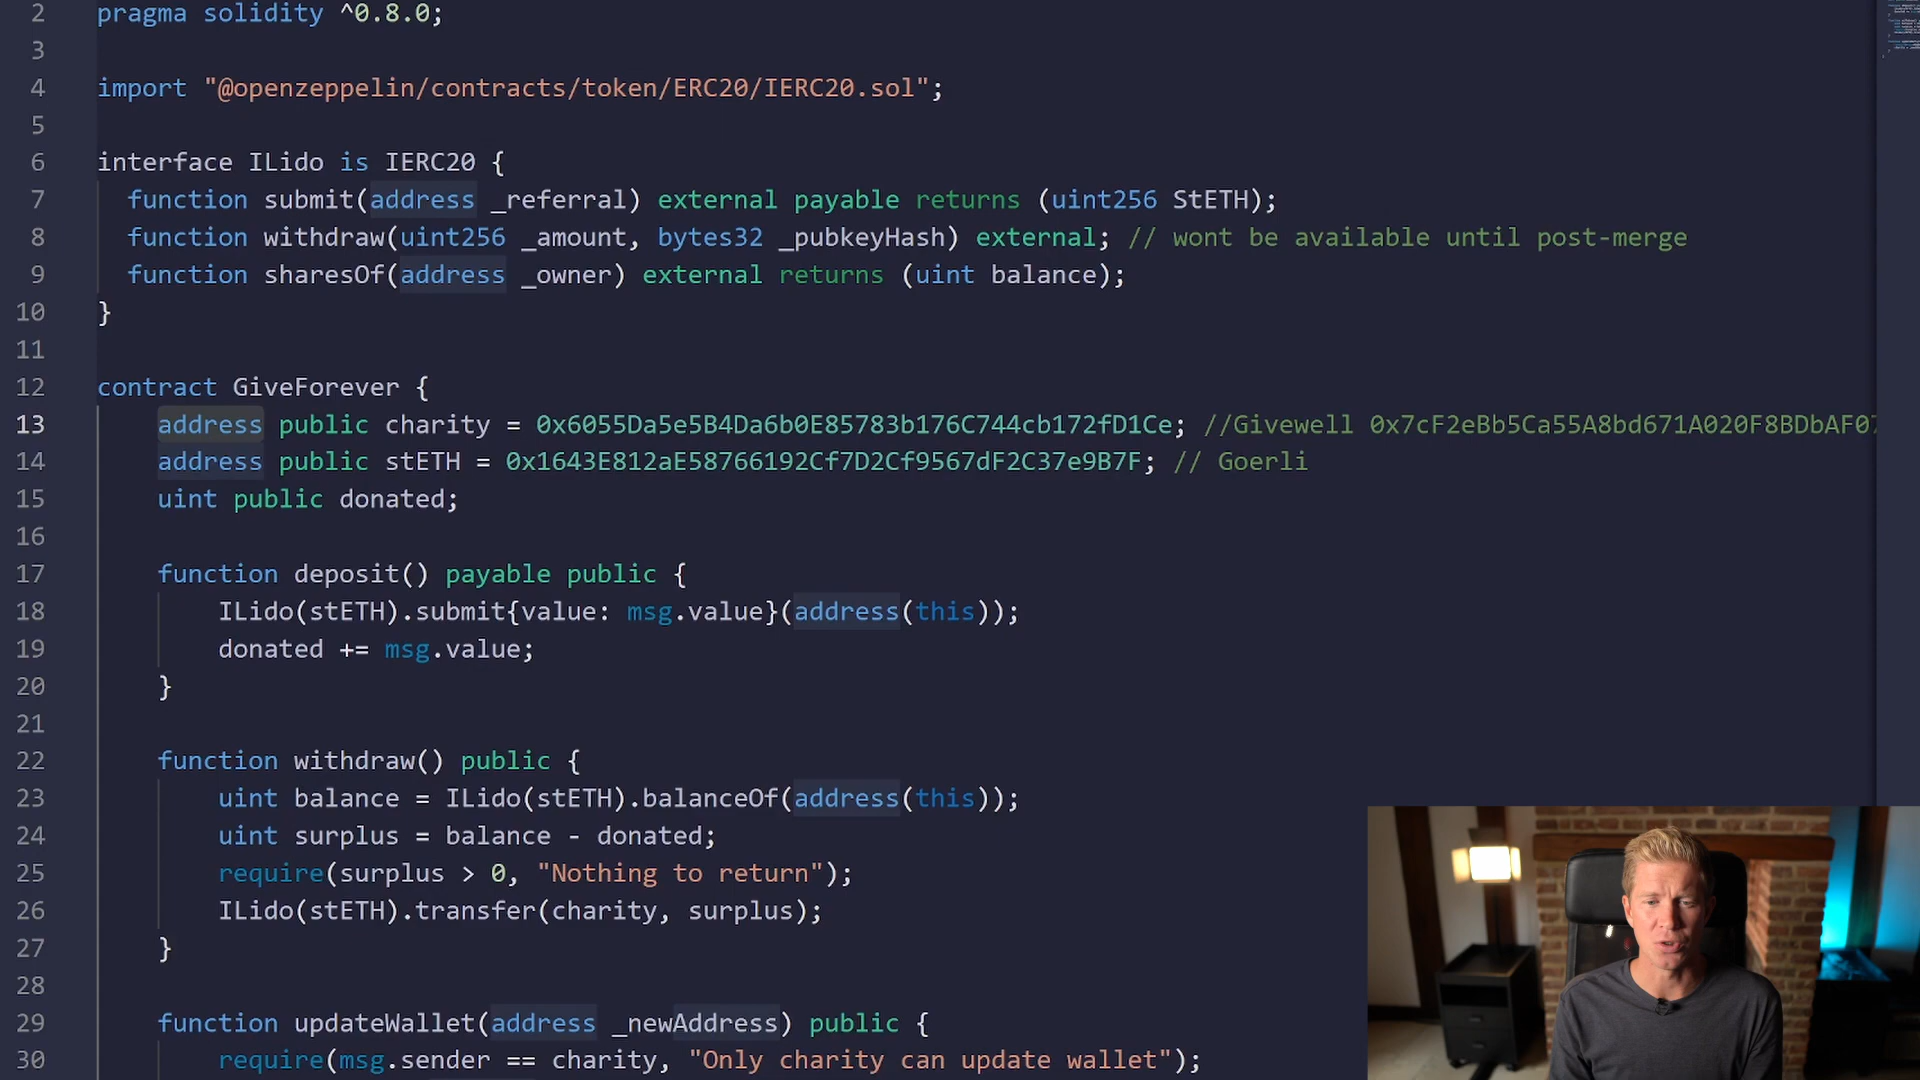 2 pragma solidity ^0.8.0;
3
4 import "@openzeppelin/contracts/token/ERC20/IERC20.sol";
5
6 interface ILido is IERC20 {
7 function submit(address _referral) external payable returns (uint256 StETH);
8 function withdraw(uint256 _amount, bytes32 _pubkeyHash) external; // wont be available until post-merge
9 function sharesOf(address _owner) external returns (uint balance);
10 }
11
12 contract GiveForever {
13 address public charity = 0x6055Da5e5B4Da6b0E85783b176C744cb172fD1Ce; //Givewell 0x7cF2eBb5Ca55A8bd671A020F8BDbAF07
14 address public stETH = 0x1643E812aE58766192Cf7D2Cf9567dF2C37e9B7F; // Goerli
15 uint public donated;
16
17 function deposit() payable public {
18 ILido(stETH).submit{value: msg.value}(address(this));
19 donated += msg.value;
20 }
21
22 function withdraw() public {
23 uint balance = ILido(stETH).balanceOf(address(this));
24 uint surplus = balance - donated;
25 require(surplus > 0, "Nothing to return");
26 ILido(stETH).transfer(charity, surplus);
27 }
28
29 function updateWallet(address _newAddress) public {
30 require(msg.sender == charity, "Only charity can update wallet");